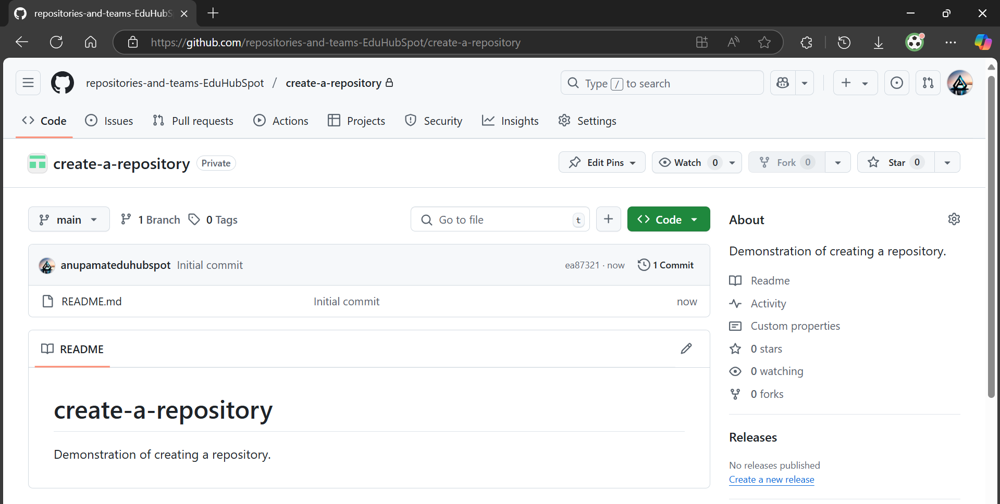 repositories-and-teams-EduHubS
https://github.com/repositories-and-teams-EduHubSpot/create-a-repository
repositories-and-teams-EduHubSpot / create-a-repository
Type / to search
Code Issues Pull requests Actions Projects Security Insights Settings
create-a-repository Private
Edit Pins Watch 0 Fork 0 Star 0
main 1 Branch 0 Tags Go to file t Code
anupamateduhubspot Initial commit ea87321 · now 1 Commit
README.md Initial commit now
README
create-a-repository
Demonstration of creating a repository.
About
Demonstration of creating a repository.
Readme
Activity
Custom properties
0 stars
0 watching
0 forks
Releases
No releases published
Create a new release